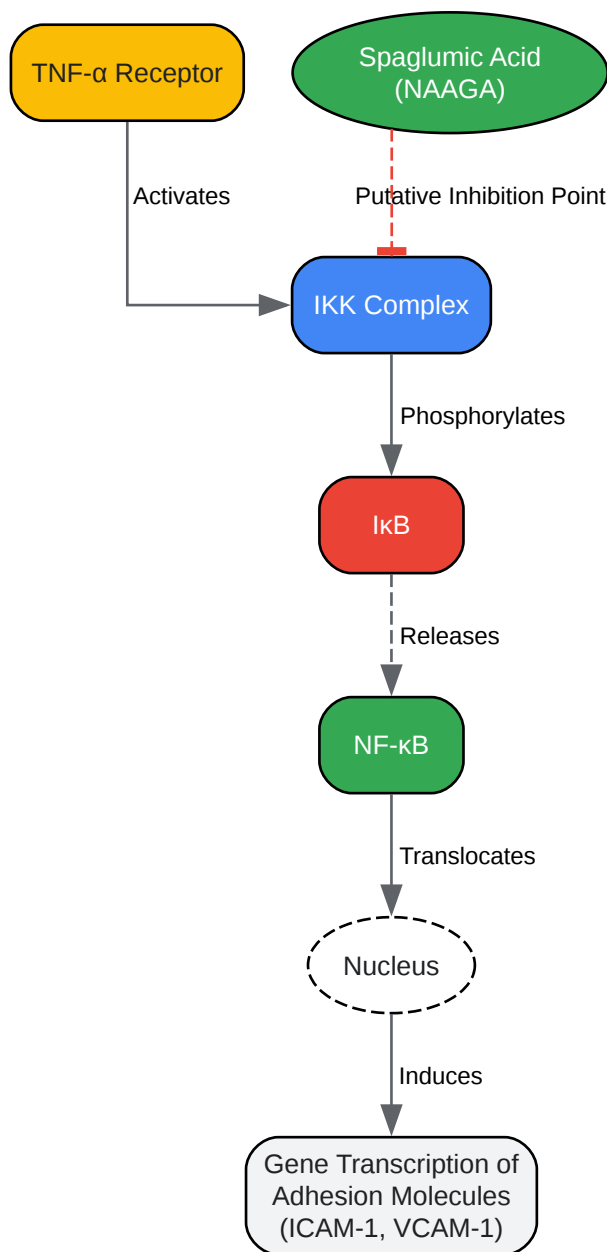 TNF-α Receptor
Spaglumic Acid
(NAAGA)
Activates
Putative Inhibition Point
IKK Complex
Phosphorylates
IκB
Releases
NF-κB
Translocates
Nucleus
Induces
Gene Transcription of
Adhesion Molecules
(ICAM-1, VCAM-1)